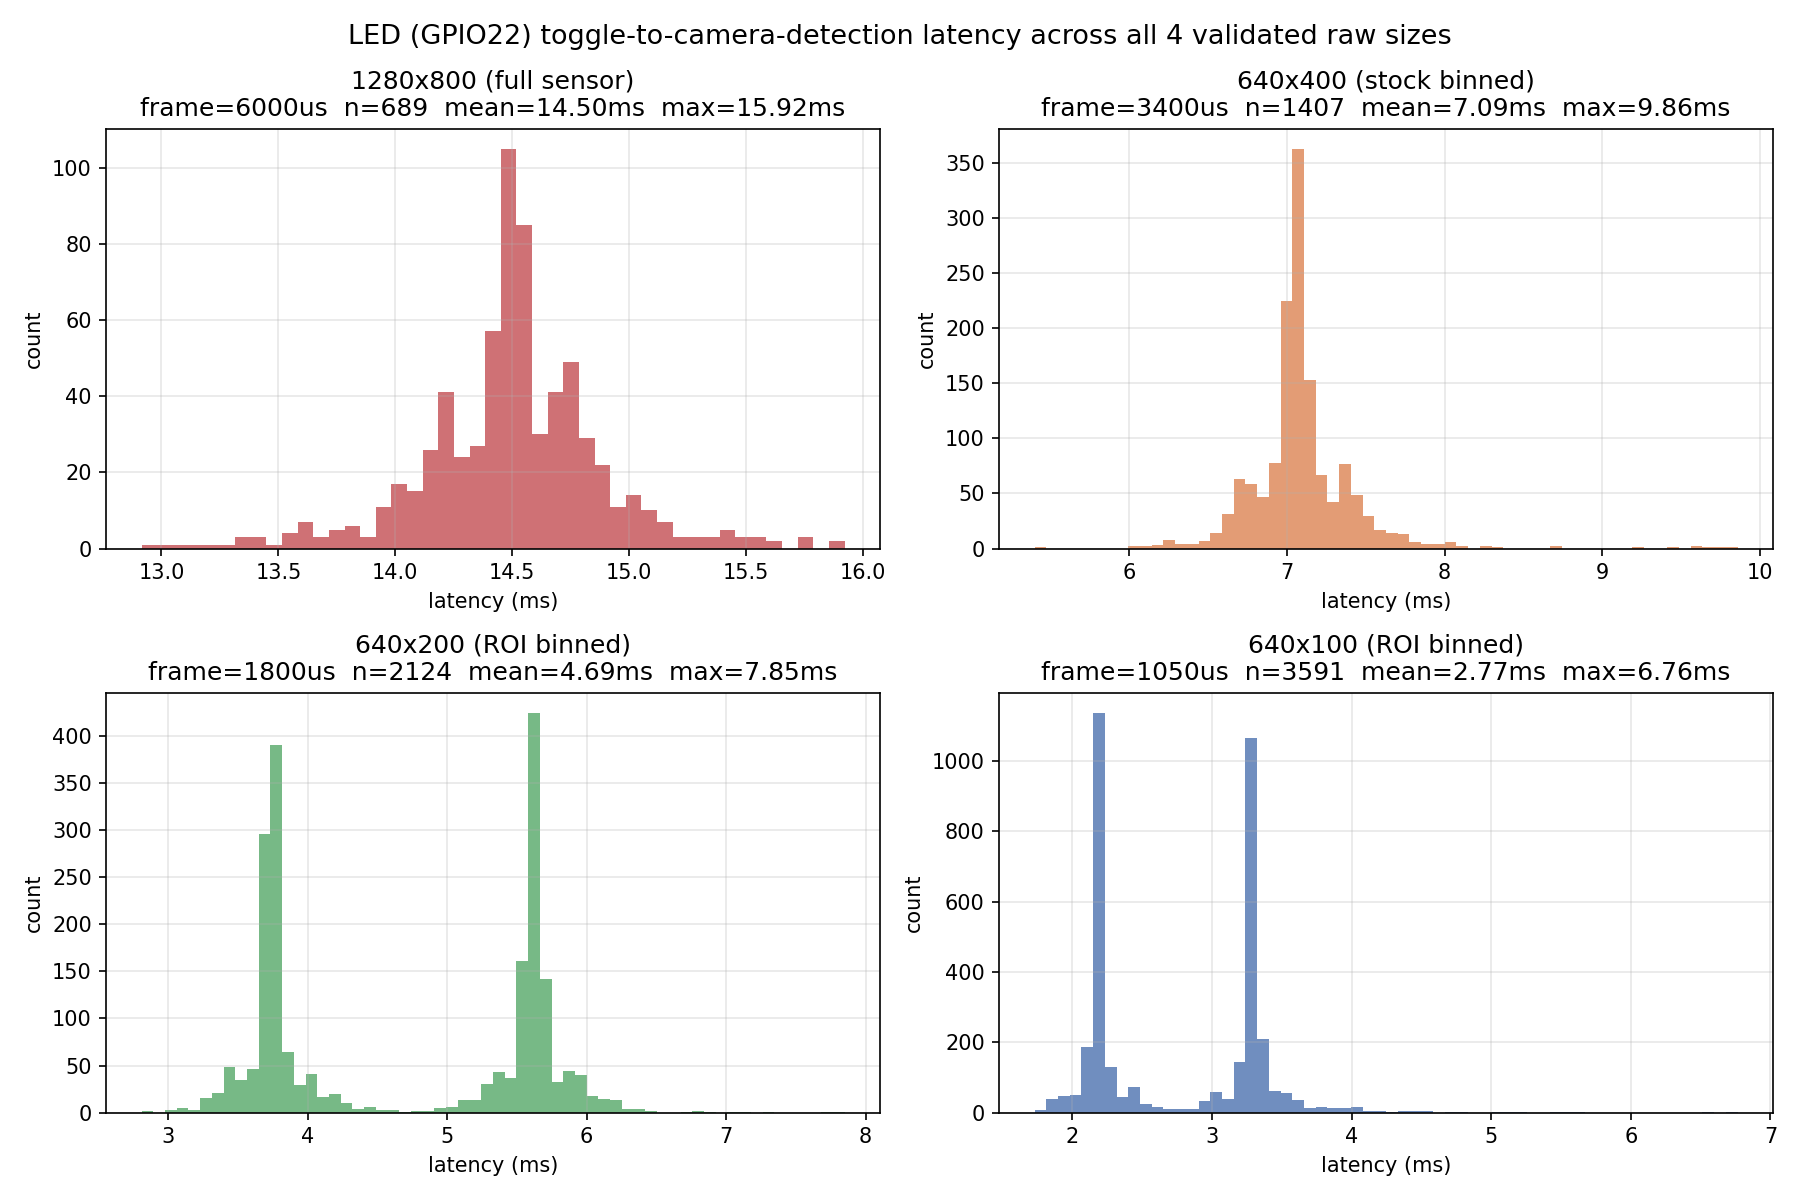 LED (GPIO22) toggle-to-camera-detection latency across all 4 validated raw sizes
1280x800 (full sensor)
frame=6000us  n=689  mean=14.50ms  max=15.92ms
count
100
80
60
40
20
0
13.0 13.5 14.0 14.5 15.0 15.5 16.0
latency (ms)
640x400 (stock binned)
frame=3400us  n=1407  mean=7.09ms  max=9.86ms
count
350
300
250
200
150
100
50
0
6 7 8 9 10
latency (ms)
640x200 (ROI binned)
frame=1800us  n=2124  mean=4.69ms  max=7.85ms
count
400
350
300
250
200
150
100
50
0
3 4 5 6 7 8
latency (ms)
640x100 (ROI binned)
frame=1050us  n=3591  mean=2.77ms  max=6.76ms
count
1000
800
600
400
200
0
2 3 4 5 6 7
latency (ms)